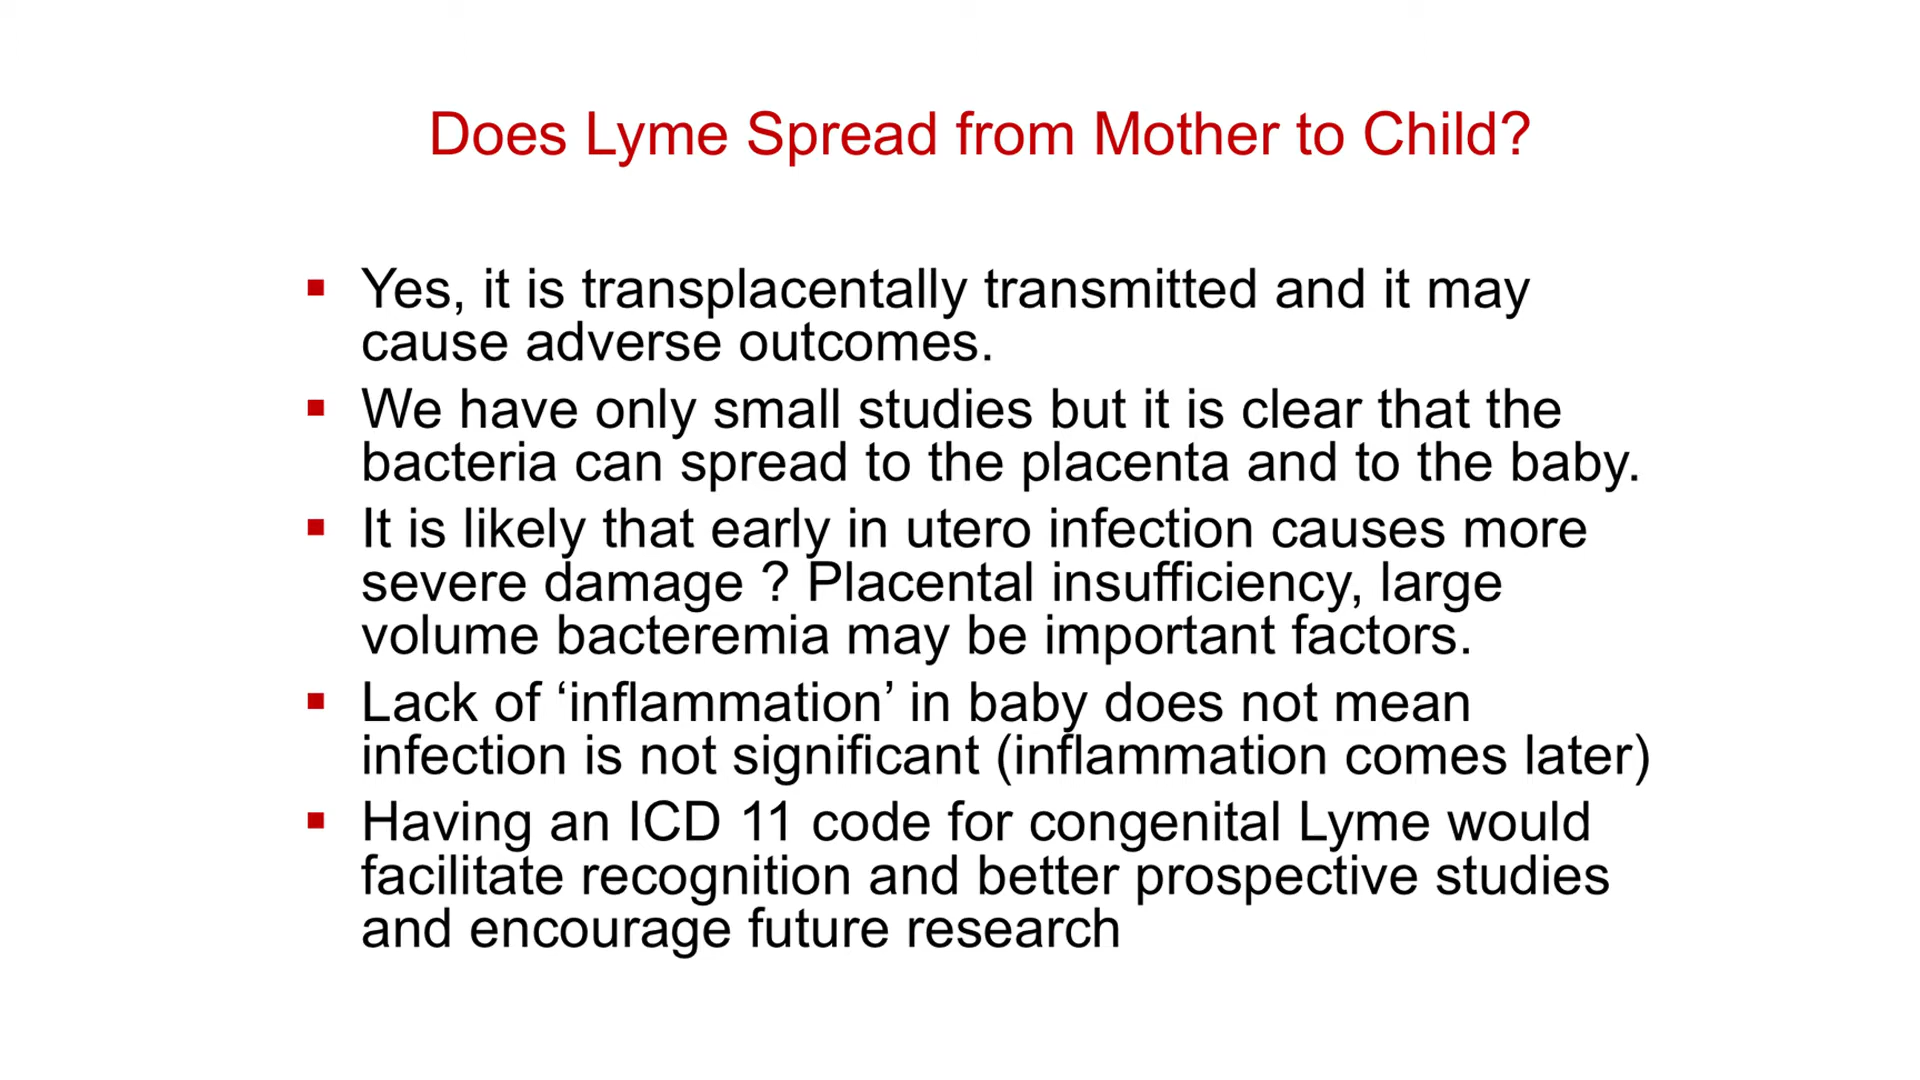 Does Lyme Spread from Mother to Child?
▪ Yes, it is transplacentally transmitted and it may
cause adverse outcomes.
▪ We have only small studies but it is clear that the
bacteria can spread to the placenta and to the baby.
▪ It is likely that early in utero infection causes more
severe damage ? Placental insufficiency, large
volume bacteremia may be important factors.
▪ Lack of ‘inflammation’ in baby does not mean
infection is not significant (inflammation comes later)
▪ Having an ICD 11 code for congenital Lyme would
facilitate recognition and better prospective studies
and encourage future research